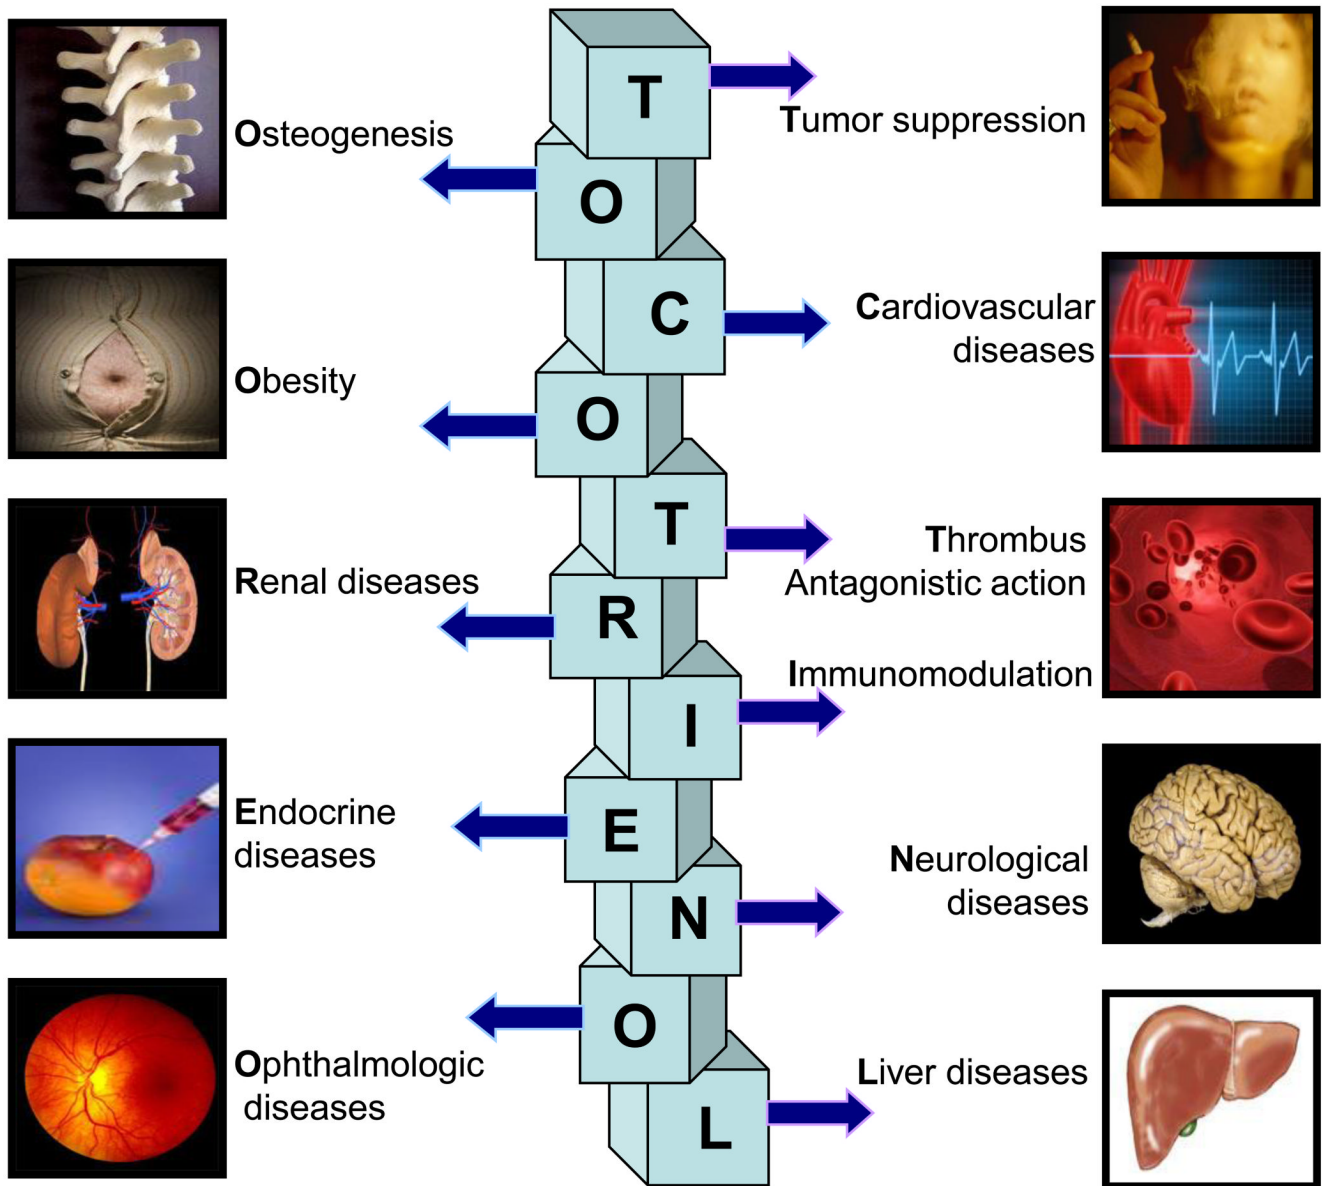 T
Tumor suppression
Osteogenesis
O
C
Cardiovascular
diseases
Obesity
O
T
Thrombus
Antagonistic action
Renal diseases
R
I
Immunomodulation
Endocrine
diseases
E
N
Neurological
diseases
Ophthalmologic
diseases
O
L
Liver diseases